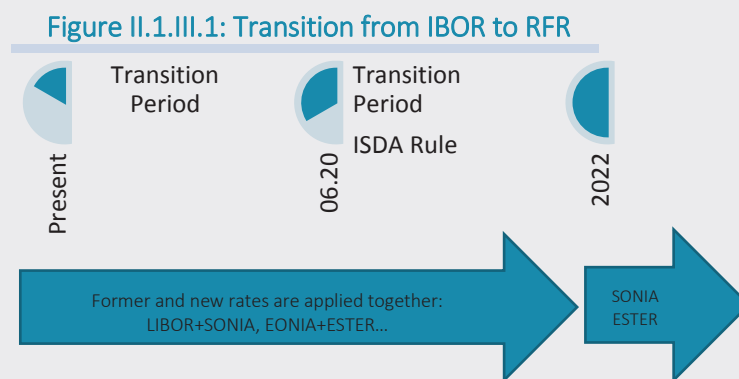 Figure II.1.III.1: Transition from IBOR to RFR
Transition
Period
Transition
Period
ISDA Rule
Present
06.20
2022
Former and new rates are applied together:
LIBOR+SONIA, EONIA+ESTER...
SONIA
ESTER